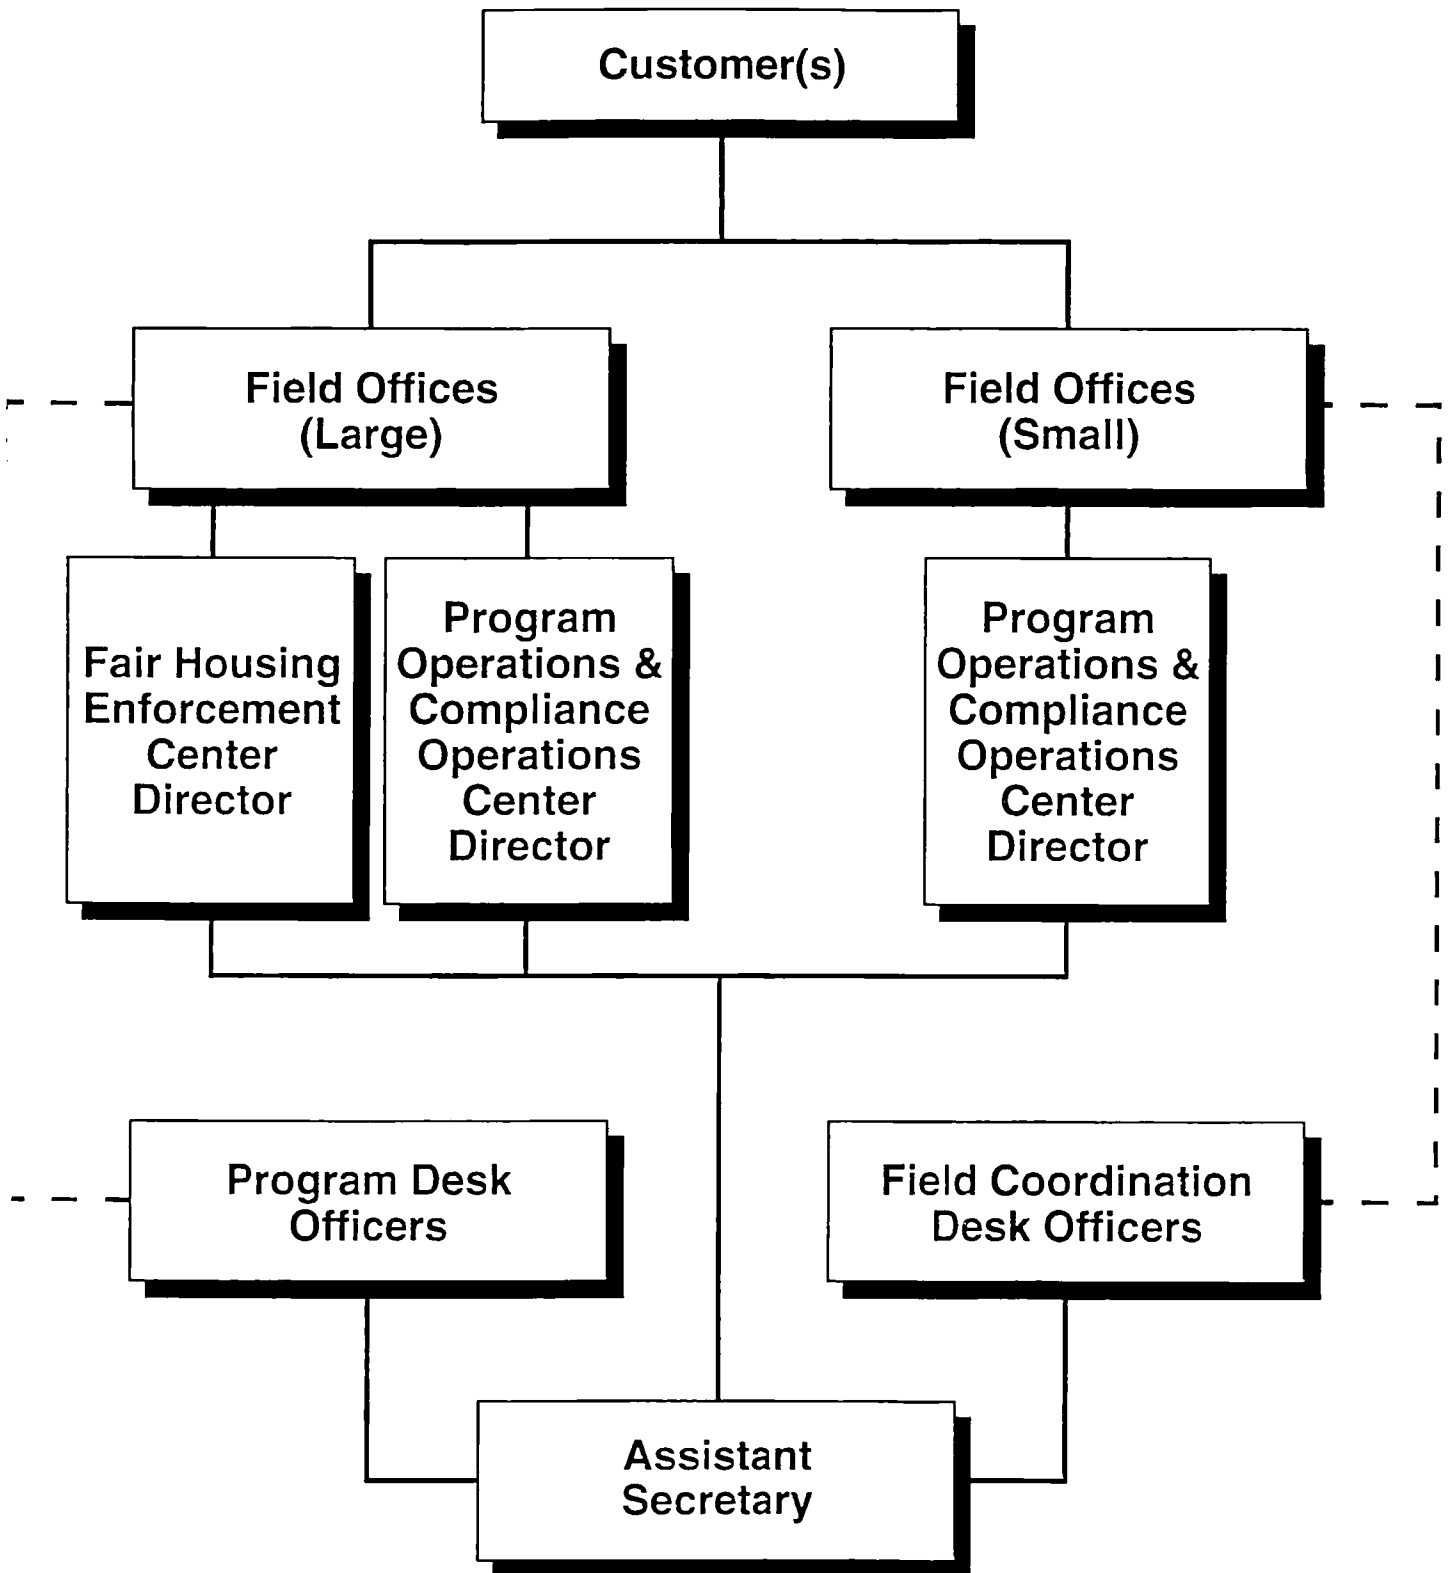 Customer(s)
Field Offices
(Large)
Field Offices
(Small)
Fair Housing
Enforcement
Center
Director
Program
Operations &
Compliance
Operations
Center
Director
Program
Operations &
Compliance
Operations
Center
Director
Program Desk
Officers
Field Coordination
Desk Officers
Assistant
Secretary